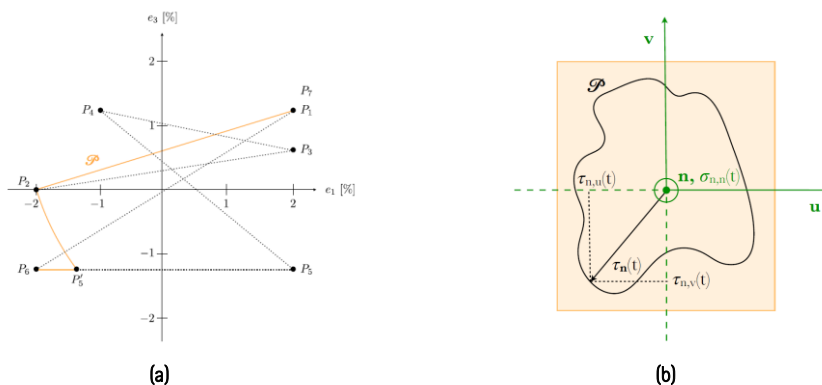 e₃ [%]
2
P₇
P₄
P₁
1
P₃
𝒫
P₂
−2
−1
1
2
e₁ [%]
−1
P₆
P₅′
P₅
−2
(a)
v
𝒫
n, σₙ,ₙ(t)
τₙ,ᵤ(t)
u
τₙ(t)
τₙ,ᵥ(t)
(b)